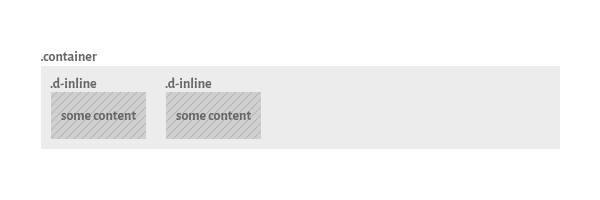 .container
.d-inline .d-inline
some content some content